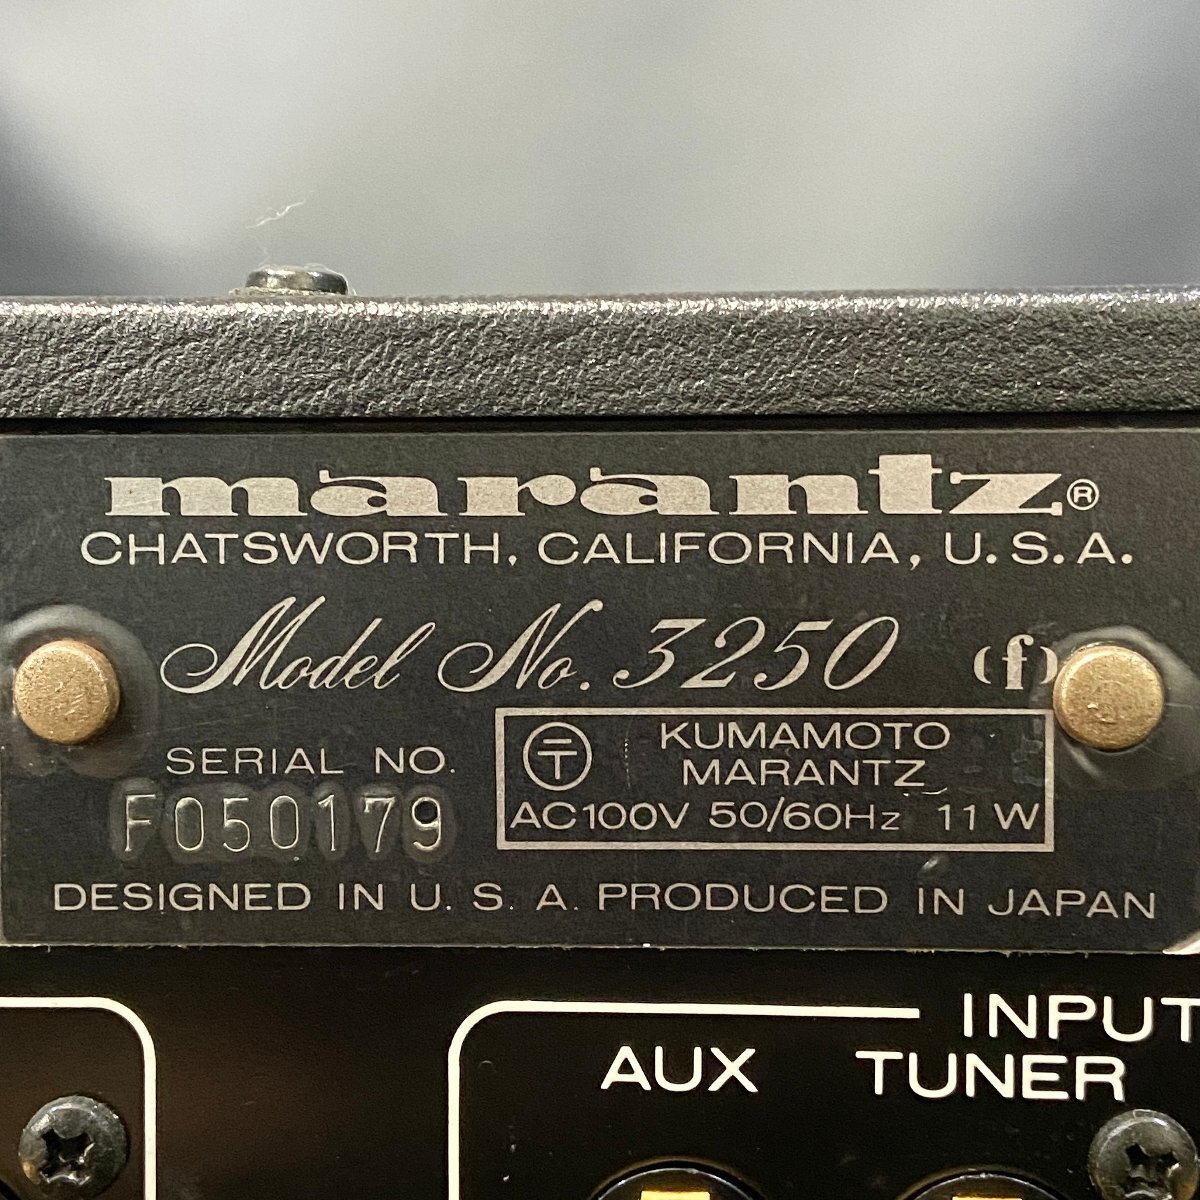 marantz®
CHATSWORTH, CALIFORNIA, U.S.A.
Model No. 3250 (f)
SERIAL NO.
F050179
〒 KUMAMOTO
MARANTZ
AC100V 50/60Hz 11 W
DESIGNED IN U. S. A. PRODUCED IN JAPAN
INPUT
AUX TUNER